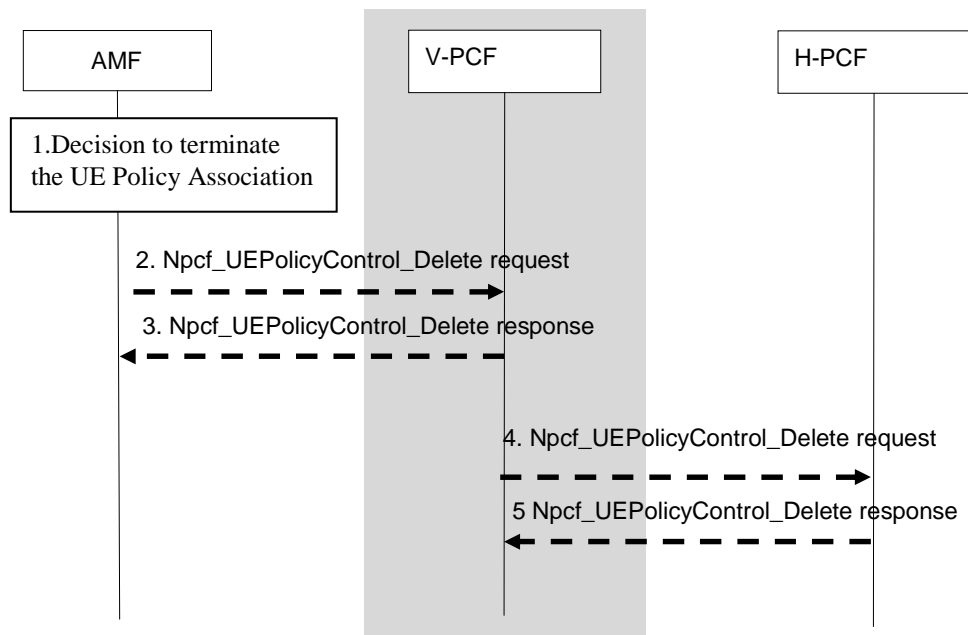 AMF
V-PCF
H-PCF
1.Decision to terminate
the UE Policy Association
2. Npcf_UEPolicyControl_Delete request
3. Npcf_UEPolicyControl_Delete response
4. Npcf_UEPolicyControl_Delete request
5 Npcf_UEPolicyControl_Delete response